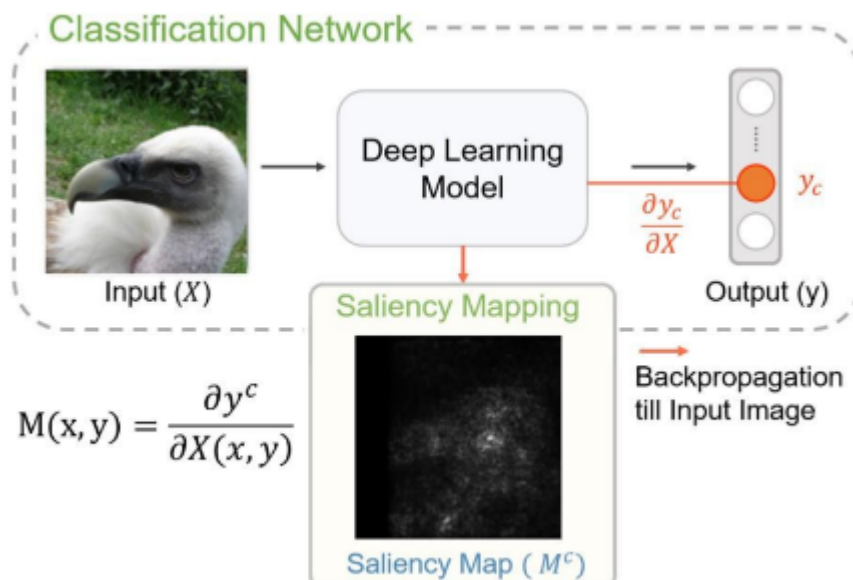 Classification Network
Deep Learning
Model
y_c
∂y_c
∂X
Input (X)
Output (y)
Saliency Mapping
Backpropagation
till Input Image
M(x, y) = ∂y^c / ∂X(x, y)
Saliency Map ( M^c )